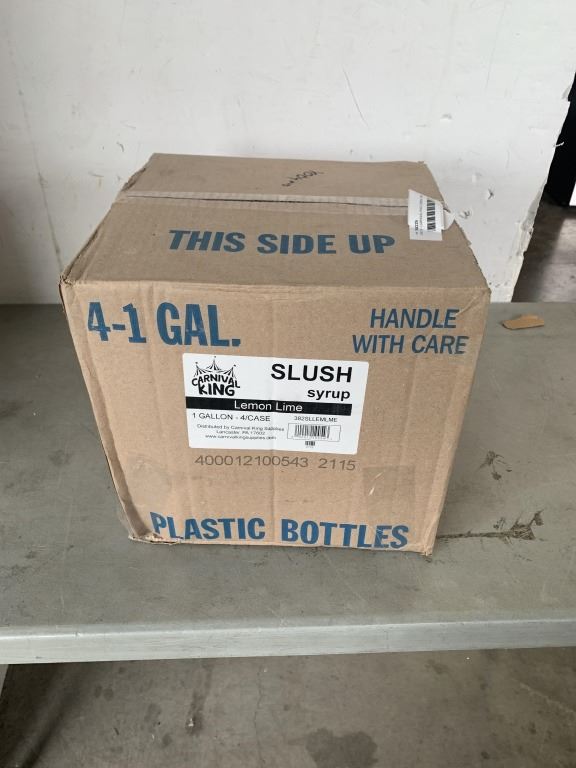 THIS SIDE UP
4-1 GAL.
HANDLE
WITH CARE
CARNIVAL
KING
SLUSH
syrup
Lemon Lime
1 GALLON - 4/CASE
382SLLEMLME
Distributed by Carnival King Supplies
Lancaster, PA 17602
www.carnivalkingsupplies.com
400012100543 2115
PLASTIC BOTTLES